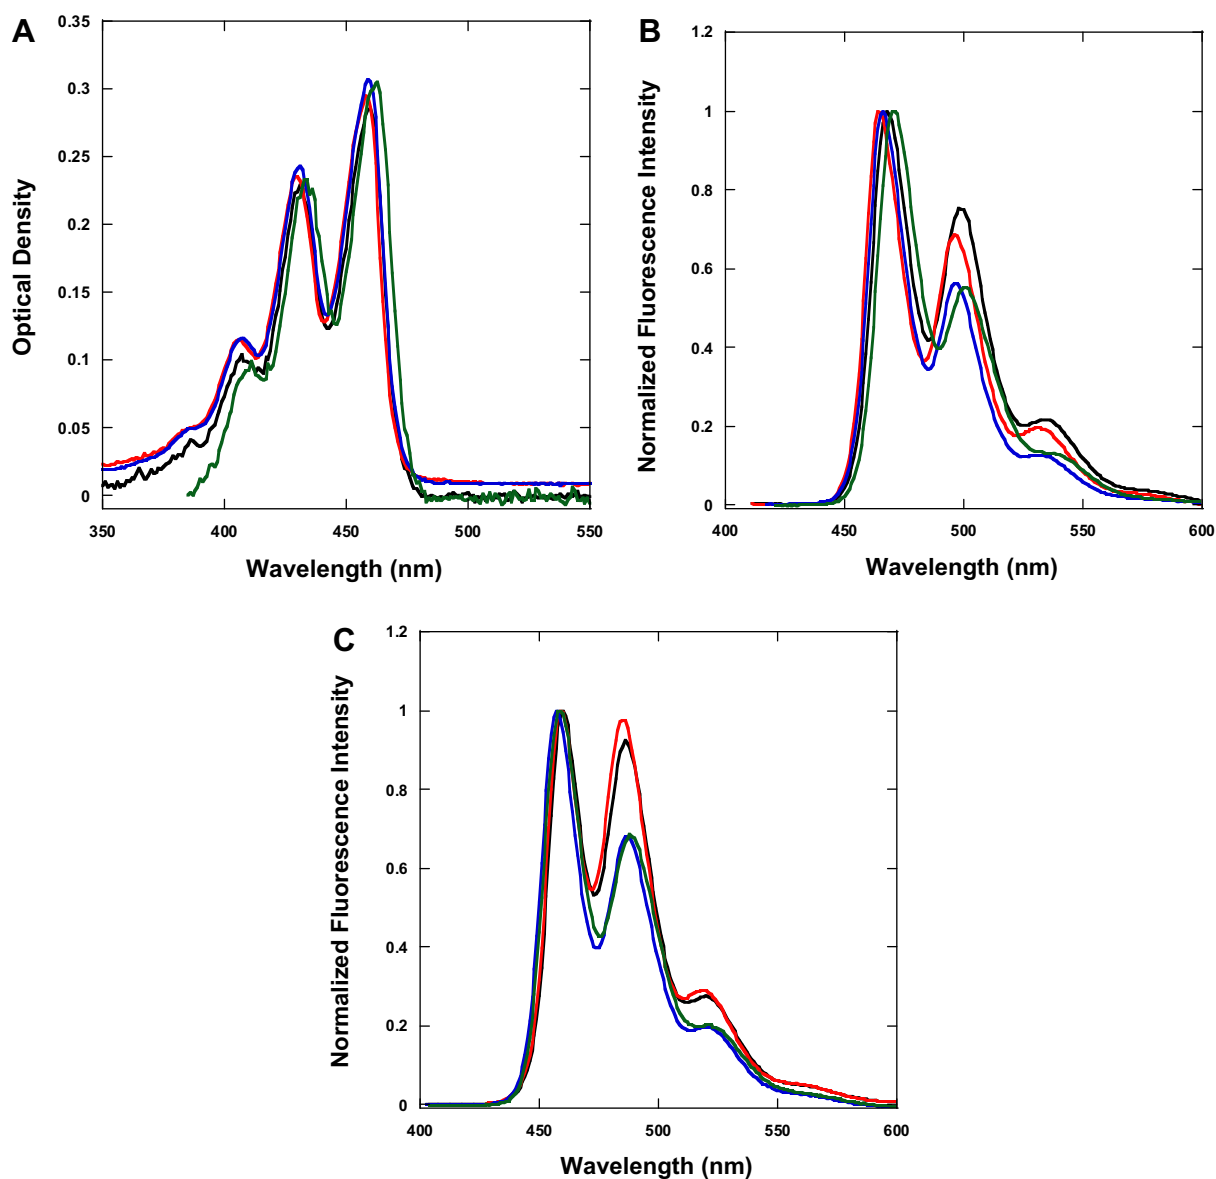 A
Optical Density
0.35
0.3
0.25
0.2
0.15
0.1
0.05
0
350 400 450 500 550
Wavelength (nm)
B
Normalized Fluorescence Intensity
1.2
1
0.8
0.6
0.4
0.2
0
400 450 500 550 600
Wavelength (nm)
C
Normalized Fluorescence Intensity
1.2
1
0.8
0.6
0.4
0.2
0
400 450 500 550 600
Wavelength (nm)